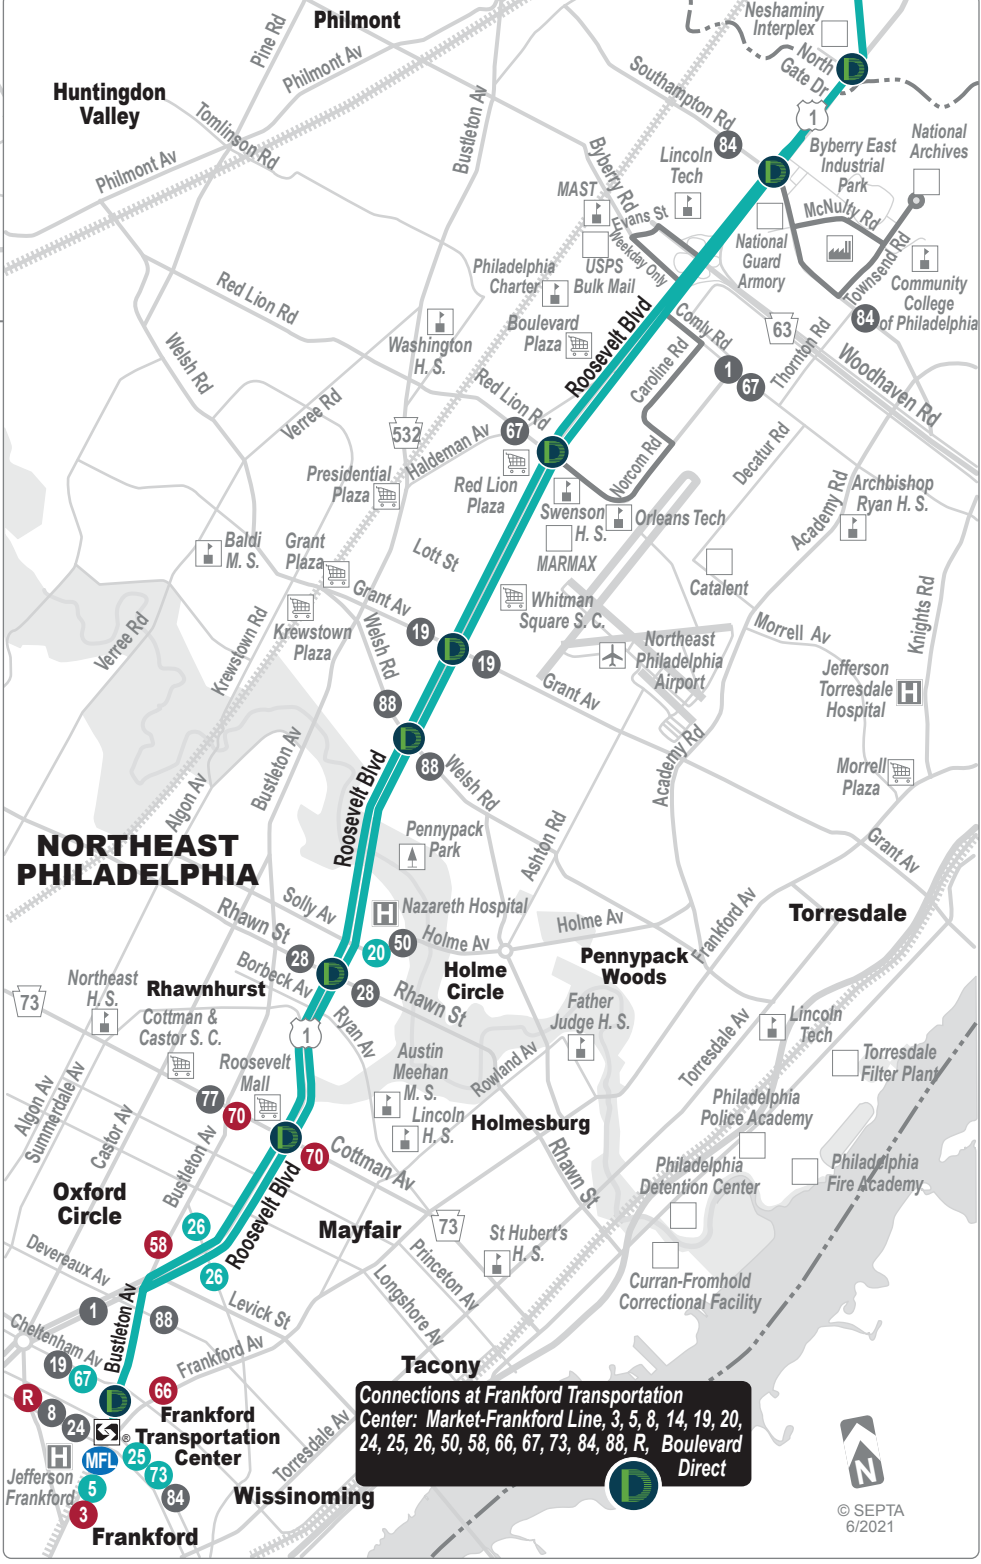 Philmont
Pine Rd
Philmont Av
Huntingdon
Valley
Tomlinson Rd
Philmont Av
Bustleton Av
Neshaminy
Interplex
North
Gate Dr
D
1
Southampton Rd
84
D
Byberry East
Industrial
Park
National
Archives
Lincoln
Tech
Byberry Rd
MAST
Evans St
Weekday Only
McNulty Rd
National
Guard
Armory
Townsend Rd
USPS
Bulk Mail
Philadelphia
Charter
Community
College
of Philadelphia
84
Red Lion Rd
Boulevard
Plaza
Roosevelt Blvd
Comly Rd
63
Washington
H. S.
Welsh Rd
Caroline Rd
1
67
Thornton Rd
Woodhaven Rd
Verree Rd
Red Lion Rd
532
Haldeman Av
67
D
Norcom Rd
Decatur Rd
Presidential
Plaza
Red Lion
Plaza
Swenson
H. S.
Orleans Tech
Academy Rd
Archbishop
Ryan H. S.
Baldi
M. S.
Grant
Plaza
Lott St
MARMAX
Catalent
Grant Av
Whitman
Square S. C.
Krewstown
Plaza
Krewstown Rd
Verree Rd
Welsh Rd
19
D
19
Northeast
Philadelphia
Airport
Morrell Av
Knights Rd
Jefferson
Torresdale
Hospital
H
Grant Av
88
D
88
Welsh Rd
Bustleton Av
Algon Av
Roosevelt Blvd
Academy Rd
Morrell
Plaza
Grant Av
NORTHEAST
PHILADELPHIA
Pennypack
Park
Ashton Rd
Solly Av
H
Nazareth Hospital
Rhawn St
20
50
Holme Av
Holme Av
Frankford Av
Torresdale
28
D
28
Borbeck Av
Holme
Circle
Pennypack
Woods
Northeast
H. S.
Rhawnhurst
Rhawn St
73
Cottman &
Castor S. C.
1
Ryan Av
Father
Judge H. S.
Lincoln
Tech
Torresdale Av
Torresdale
Filter Plant
Roosevelt
Mall
Austin
Meehan
M. S.
Rowland Av
Algon Av
Summerdale Av
77
70
Lincoln
H. S.
Holmesburg
Philadelphia
Police Academy
Castor Av
Bustleton Av
D
70
Cottman Av
Rhawn St
Philadelphia
Detention Center
Philadelphia
Fire Academy
Oxford
Circle
Roosevelt Blvd
26
58
Mayfair
73
St Hubert's
H. S.
Devereaux Av
26
Princeton Av
Curran-Fromhold
Correctional Facility
Longshore Av
Levick St
1
88
Bustleton Av
Cheltenham Av
19
67
Frankford Av
Tacony
R
8
24
D
66
Frankford
Transportation
Center
®
Torresdale Av
Connections at Frankford Transportation
Center: Market-Frankford Line, 3, 5, 8, 14, 19, 20,
24, 25, 26, 50, 58, 66, 67, 73, 84, 88, R, Boulevard
Direct
D
H
MFL
25
73
84
Jefferson
Frankford
5
3
Wissinoming
Frankford
N
© SEPTA
6/2021